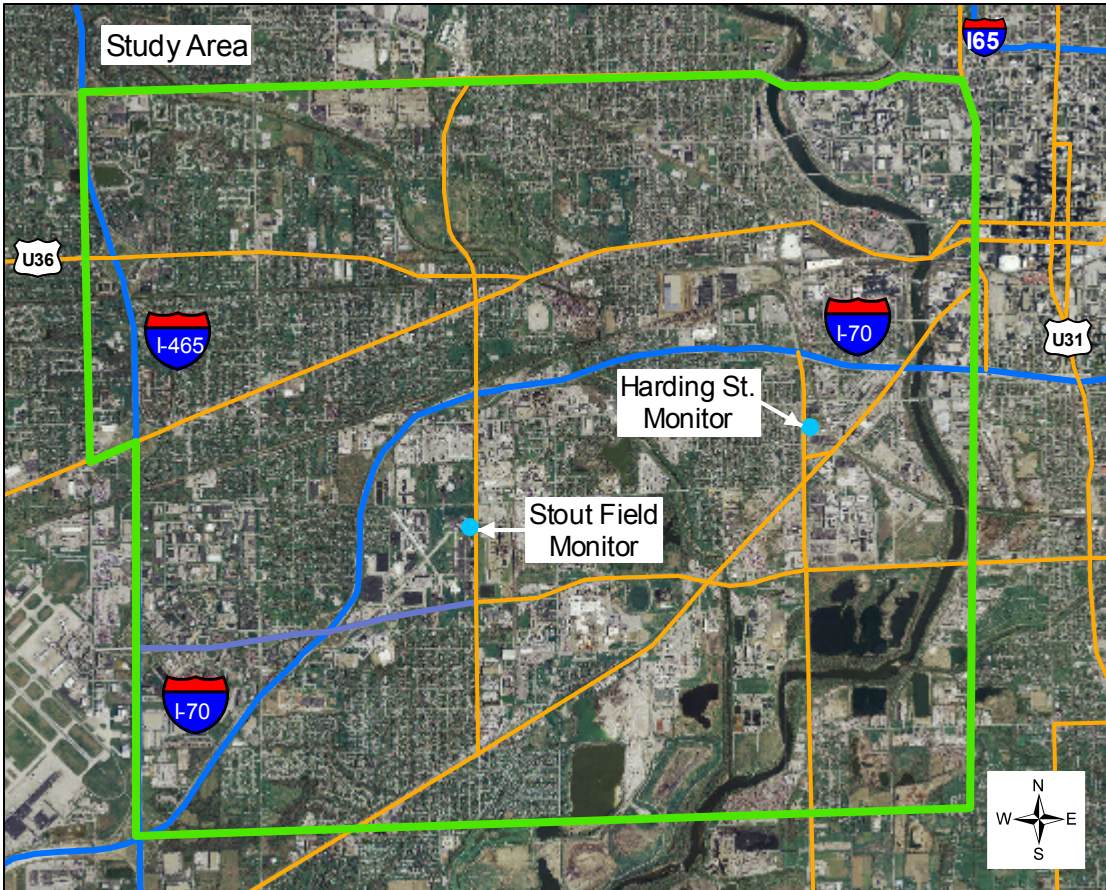 Study Area
I65
U36
I-465
I-70
U31
Harding St.
Monitor
Stout Field
Monitor
I-70
N
W E
S